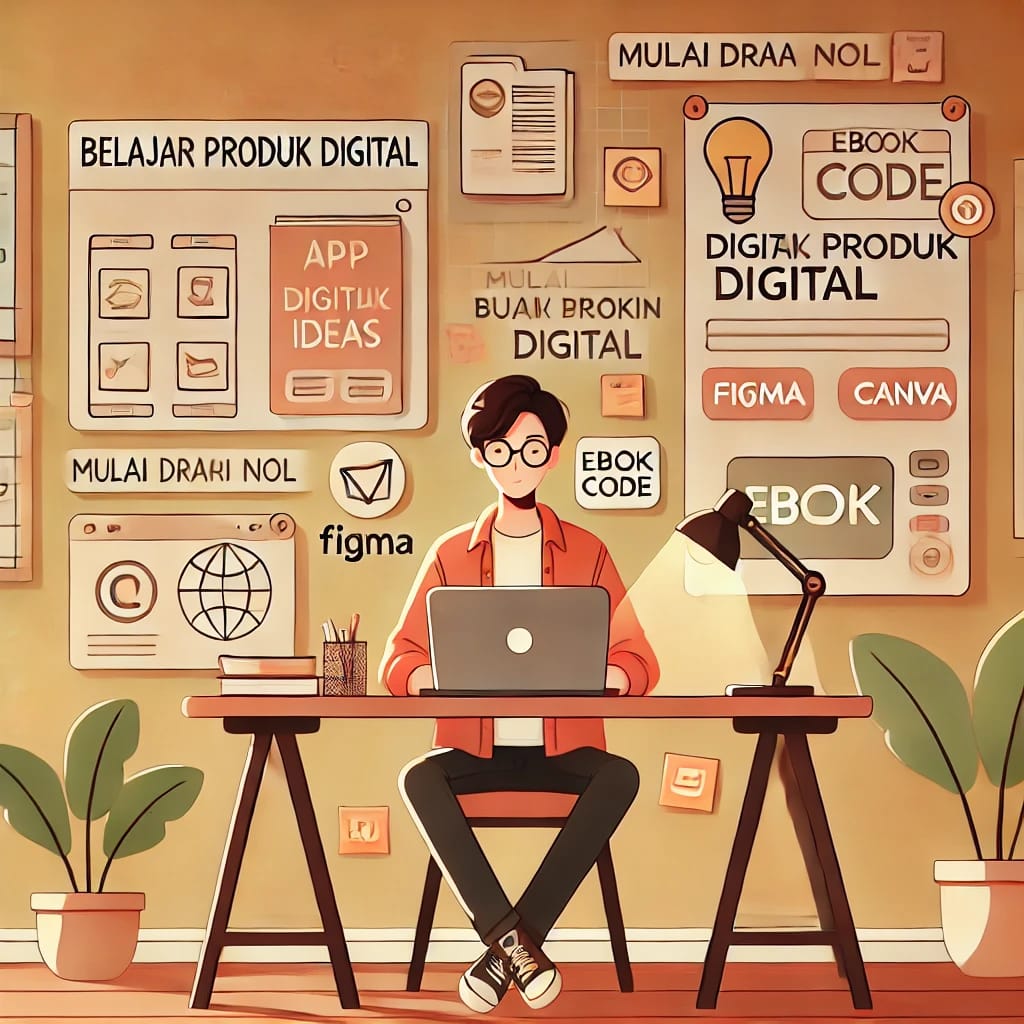 MULAI DRAA NOL
BELAJAR PRODUK DIGITAL
APP
DIGITUK
IDEAS
MULAI
BUAK BROKIN
DIGITAL
EBOOK
CODE
DIGITAK PRODUK
DIGITAL
FIGMA
CANVA
MULAI DRAHI NOL
figma
EBOK
CODE
EBOK